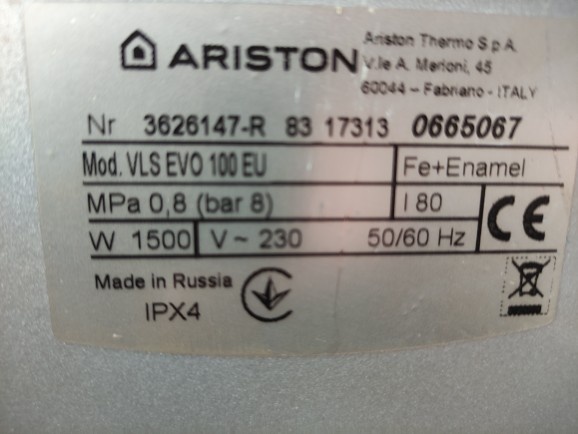 ARISTON
Ariston Thermo S.p.A.
V.le A. Merloni, 45
60044 – Fabriano - ITALY
Nr 3626147-R 83 17313 0665067
Mod. VLS EVO 100 EU Fe+Enamel
MPa 0,8 (bar 8) l 80
W 1500 V~ 230 50/60 Hz CE
Made in Russia
IPX4